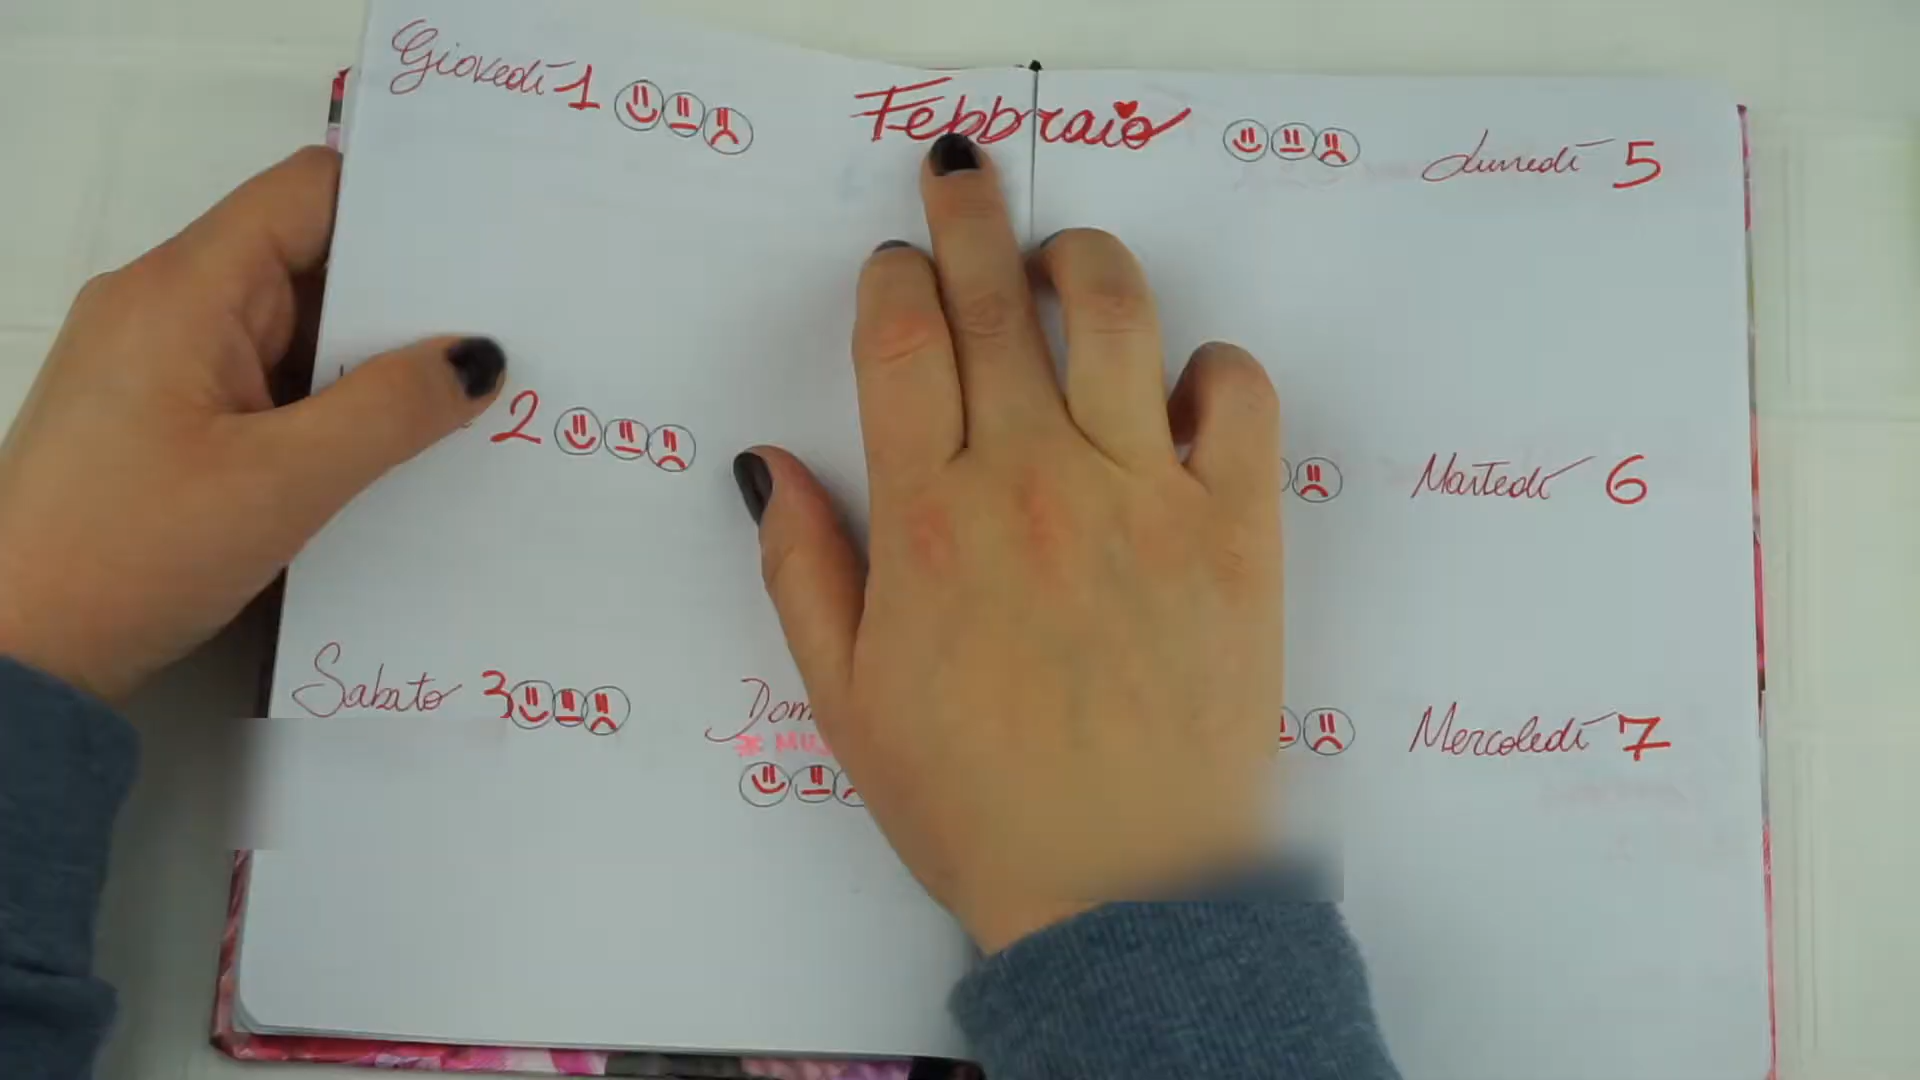 Giovedì 1
Febbraio
2
Sabato 3
Lunedì 5
Martedì 6
Mercoledì 7